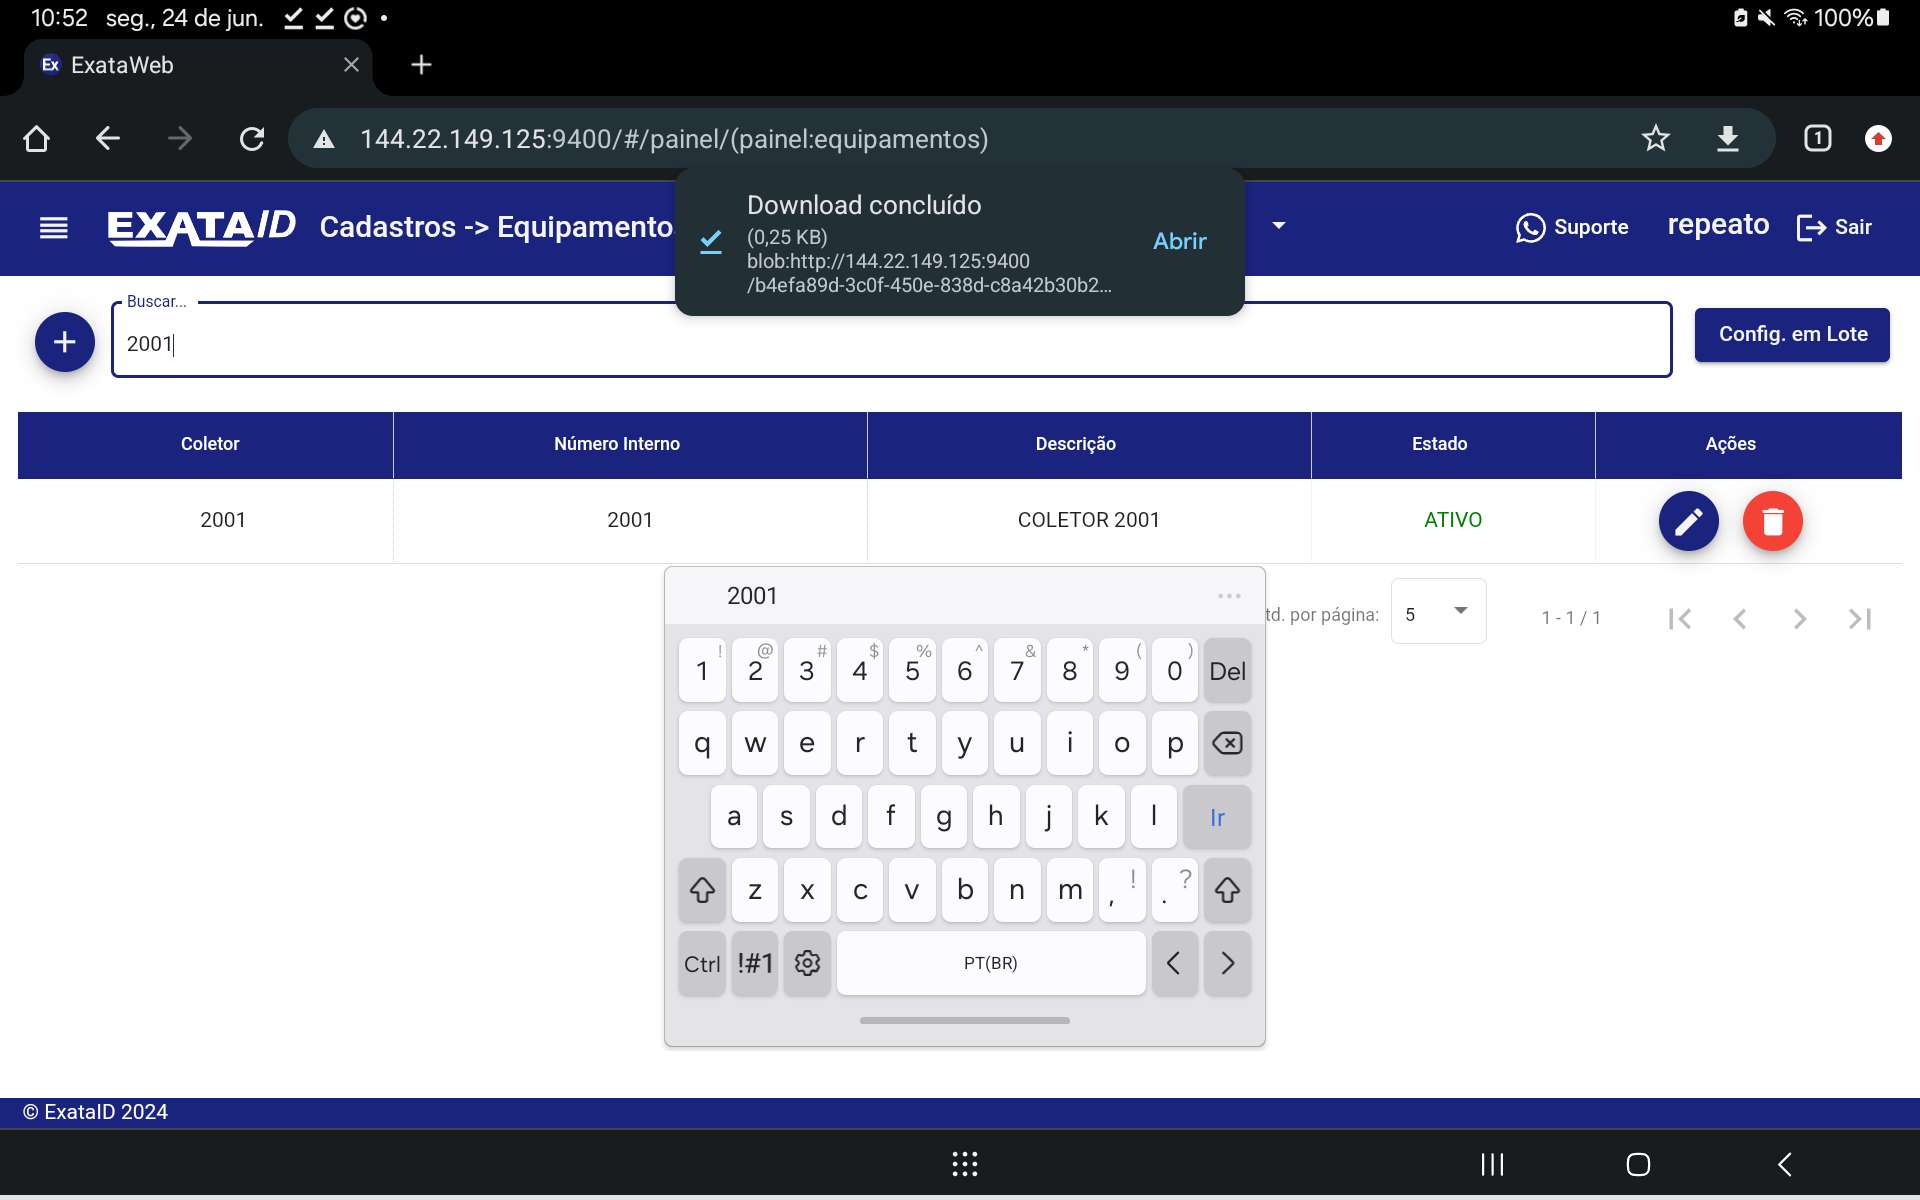 10:52 seg., 24 de jun. 100%
Ex ExataWeb
144.22.149.125:9400/#/painel/(painel:equipamentos) 1
Download concluído
(0,25 KB)
blob:http://144.22.149.125:9400
/b4efa89d-3c0f-450e-838d-c8a42b30b2...
Abrir
EXATAID Cadastros -> Equipamento Suporte repeato Sair
Buscar...
2001
Config. em Lote
Coletor Número Interno Descrição Estado Ações
2001 2001 COLETOR 2001 ATIVO
td. por página: 5 1 - 1 / 1
2001 ...
! @ # $ % ^ & * ( )
1 2 3 4 5 6 7 8 9 0 Del
q w e r t y u i o p
a s d f g h j k l Ir
z x c v b n m , ! . ?
Ctrl !#1 PT(BR) < >
© ExataID 2024